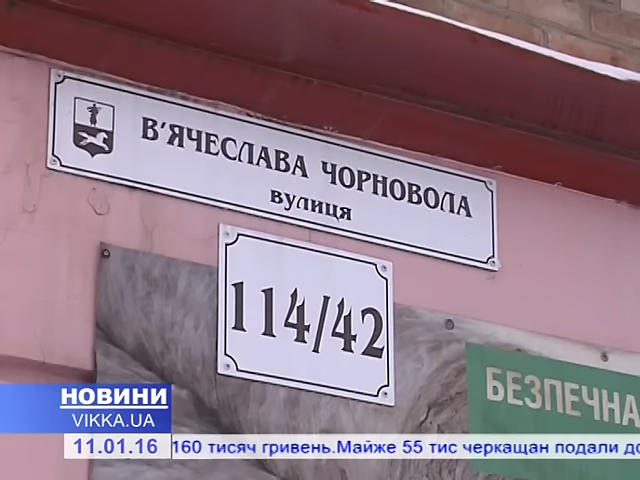 В'ЯЧЕСЛАВА ЧОРНОВОЛА
вулиця
114/42
БЕЗПЕЧНА
НОВИНИ
VIKKA.UA
11.01.16 160 тисяч гривень.Майже 55 тис черкащан подали